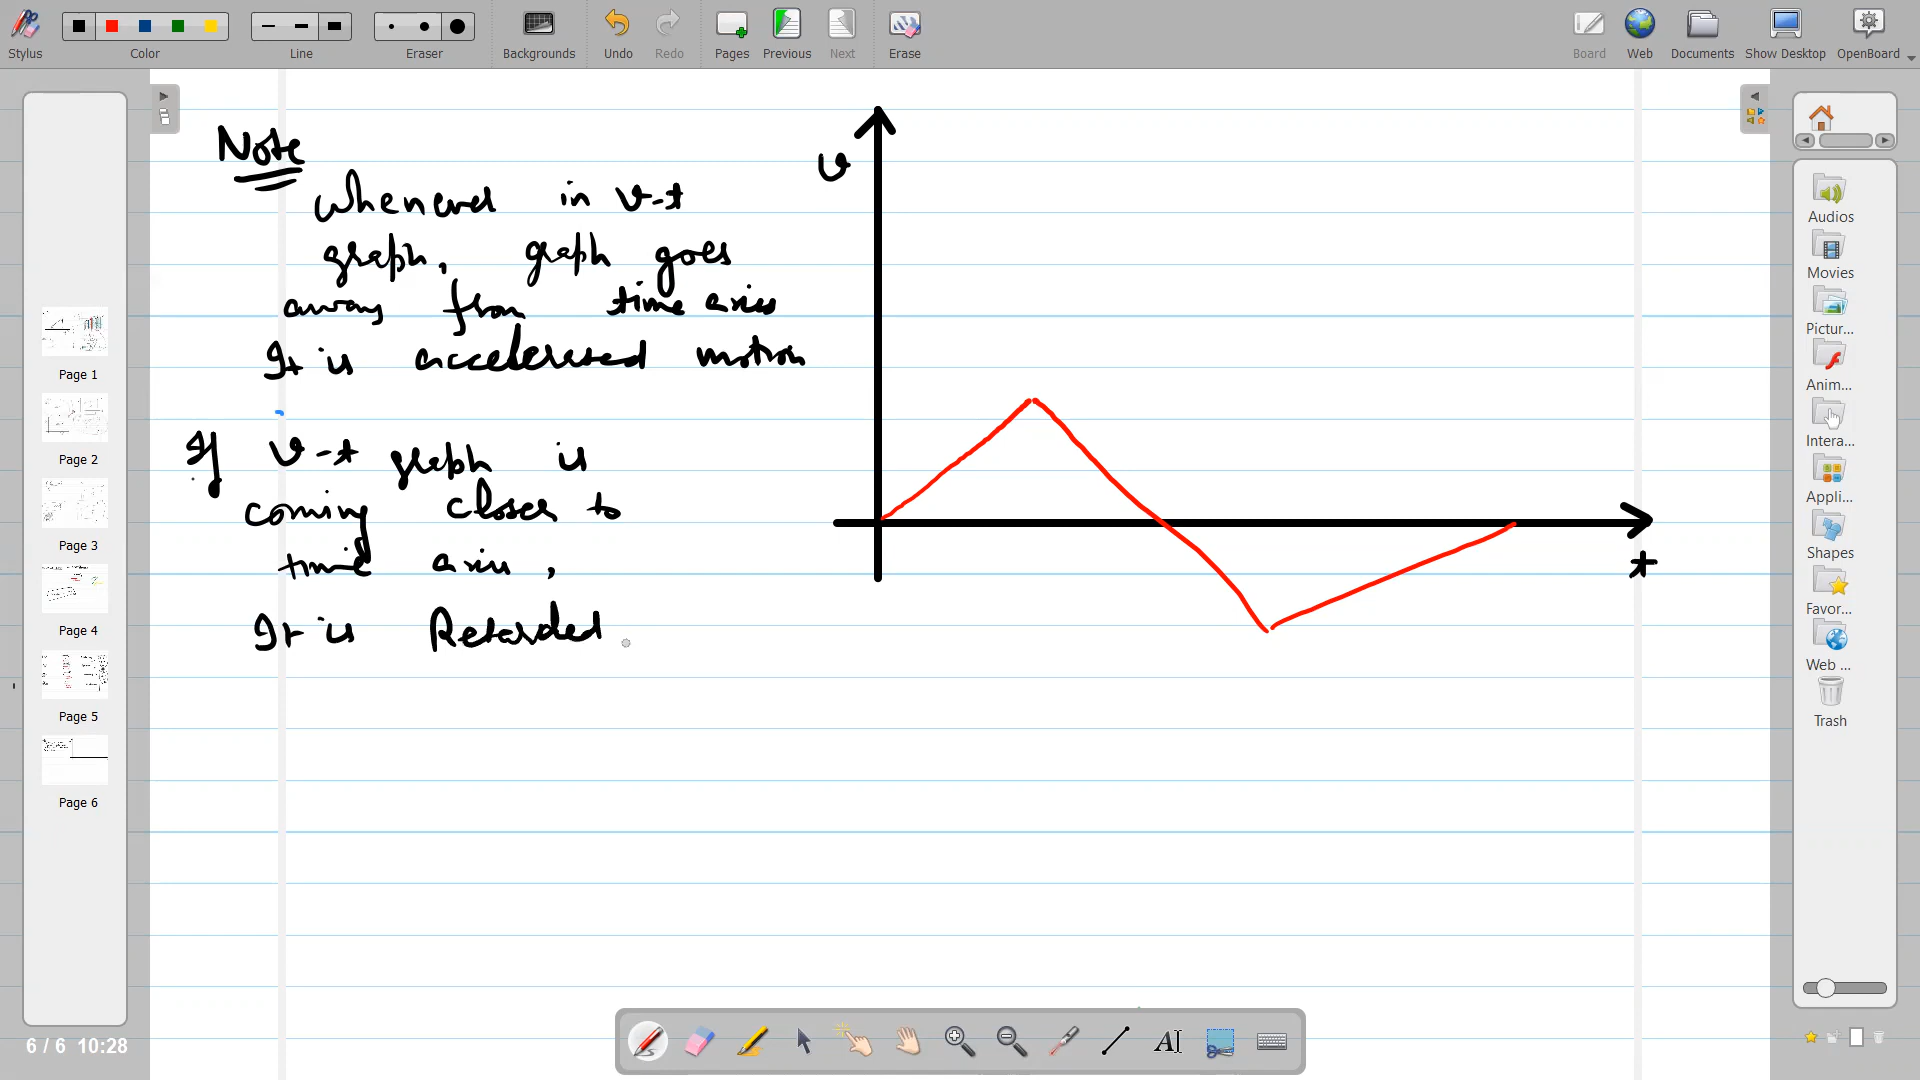 Stylus
Color
Line
Eraser
Backgrounds
Undo
Redo
Pages
Previous
Next
Erase
Board
Web
Documents
Show Desktop
OpenBoard
Note
Whenever in v-t
graph, graph goes
away from time axis
It is accelerated motion
If v-t graph is
coming closer to
time axis,
It is Retarded
v
t
Page 1
Page 2
Page 3
Page 4
Page 5
Page 6
6 / 6 10:28
Audios
Movies
Pictur...
Anim...
Intera...
Appli...
Shapes
Favor...
Web ...
Trash